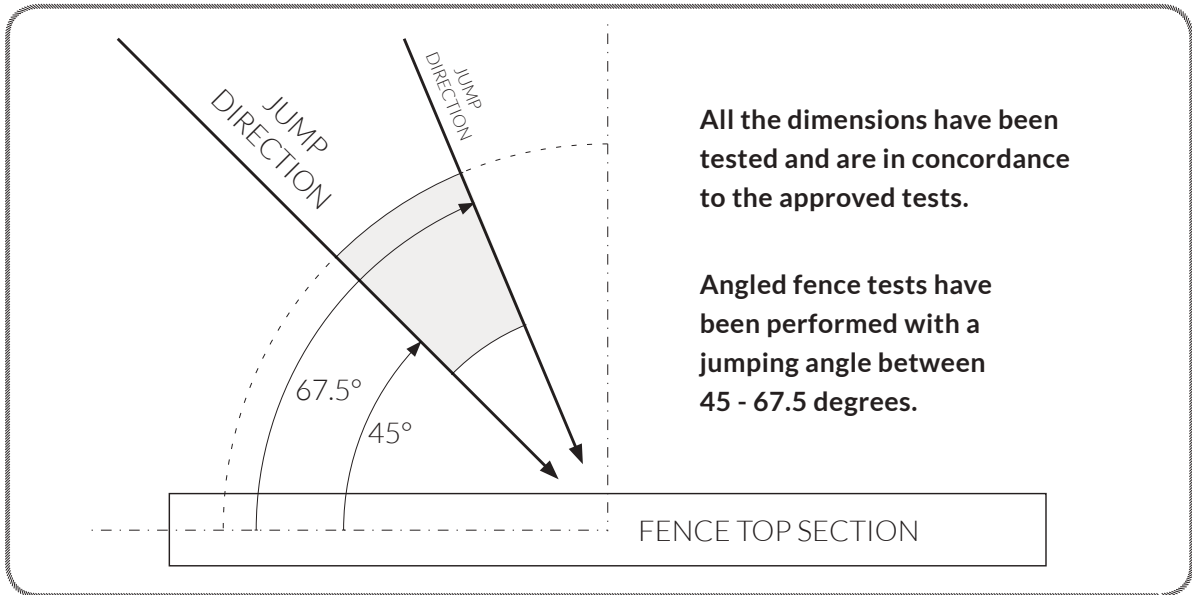 JUMP
DIRECTION
JUMP
DIRECTION
All the dimensions have been
tested and are in concordance
to the approved tests.
Angled fence tests have
been performed with a
jumping angle between
45 - 67.5 degrees.
67.5°
45°
FENCE TOP SECTION